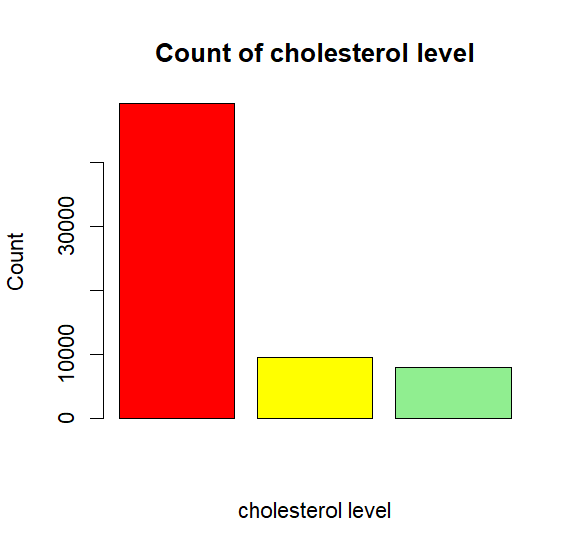 Count of cholesterol level
Count
30000
10000
0
cholesterol level